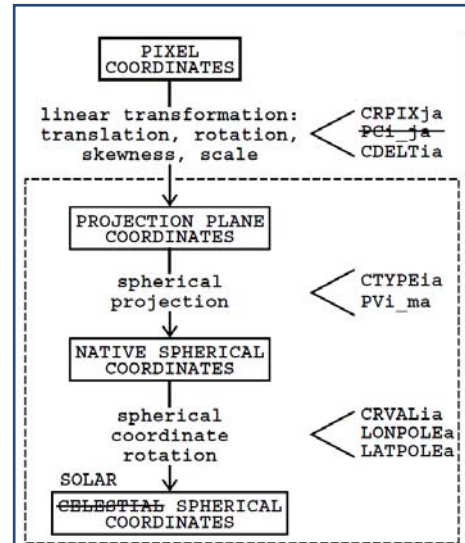 PIXEL
COORDINATES
linear transformation:
translation, rotation,
skewness, scale
CRPIXja
PCi_ja
CDELTia
PROJECTION PLANE
COORDINATES
spherical
projection
CTYPEia
PVi_ma
NATIVE SPHERICAL
COORDINATES
spherical
coordinate
rotation
CRVALia
LONPOLEa
LATPOLEa
SOLAR
CELESTIAL SPHERICAL
COORDINATES